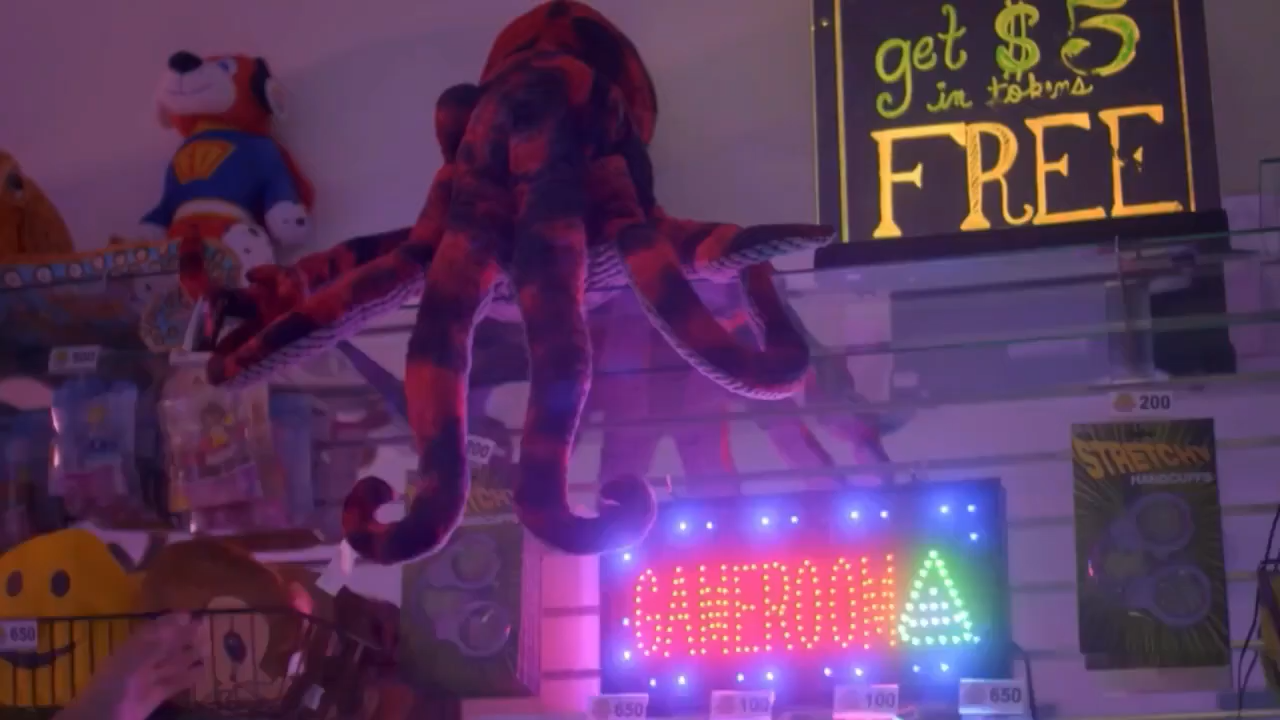 get $5
in tokens
FREE
200
STRETCHY
HANDCUFFS
GAMEROOM
650
650
100
100
650